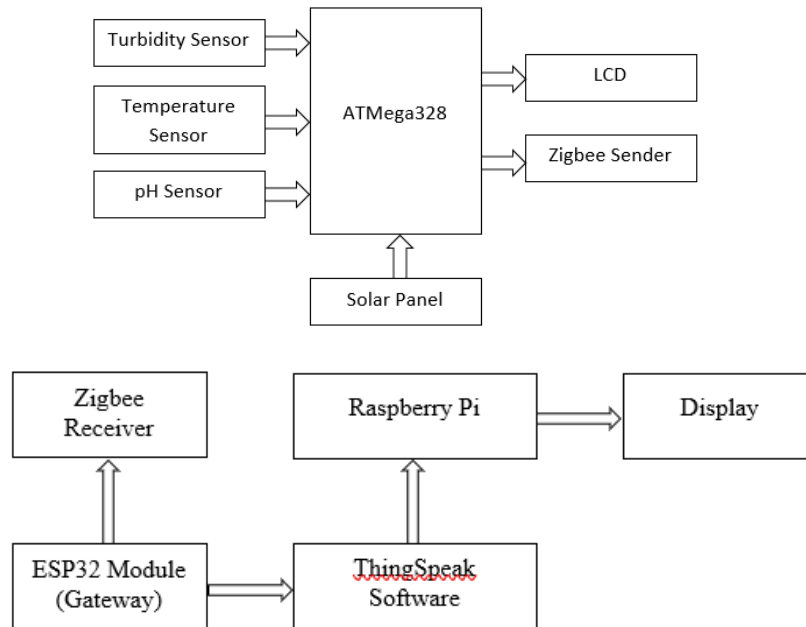 Turbidity Sensor
Temperature
Sensor
pH Sensor
ATMega328
LCD
Zigbee Sender
Solar Panel
Zigbee
Receiver
Raspberry Pi
Display
ESP32 Module
(Gateway)
ThingSpeak
Software